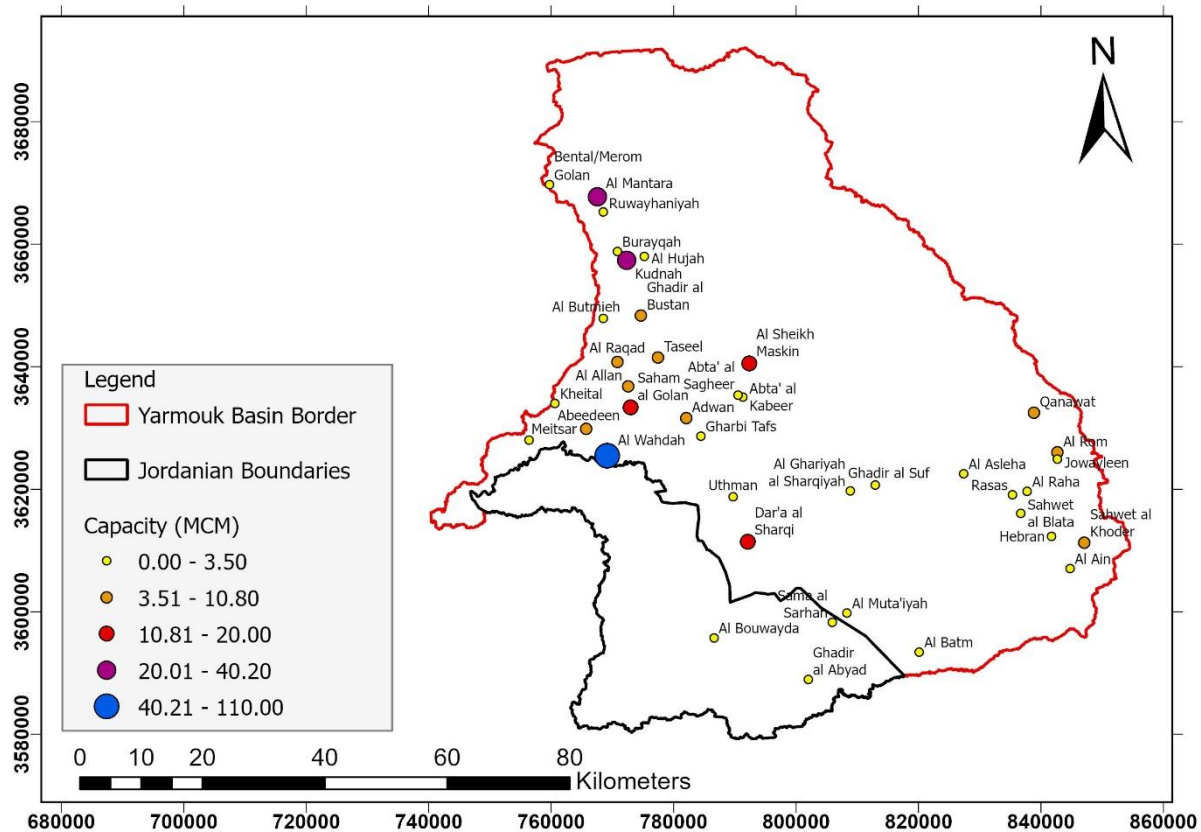 N
3680000
3660000
3640000
3620000
3600000
3580000
Bental/Merom
Golan
Al Mantara
Ruwayhaniyah
Burayqah
Al Hujah
Kudnah
Ghadir al
Bustan
Al Butmieh
Al Sheikh
Maskin
Al Raqad
Taseel
Abta' al
Sagheer
Al Allan
Saham
al Golan
Abta' al
Kabeer
Kheital
Abeedeen
Adwan
Qanawat
Meitsar
Al Wahdah
Gharbi Tafs
Al Rom
Jowayleen
Al Ghariyah
al Sharqiyah
Ghadir al Suf
Al Asleha
Rasas
Al Raha
Uthman
Sahwet
al Blata
Sahwet al
Khoder
Dar'a al
Sharqi
Hebran
Al Ain
Sama al
Sarhan
Al Muta'iyah
Al Bouwayda
Al Batm
Ghadir
al Abyad
Legend
Yarmouk Basin Border
Jordanian Boundaries
Capacity (MCM)
0.00 - 3.50
3.51 - 10.80
10.81 - 20.00
20.01 - 40.20
40.21 - 110.00
0 10 20 40 60 80
Kilometers
680000 700000 720000 740000 760000 780000 800000 820000 840000 860000